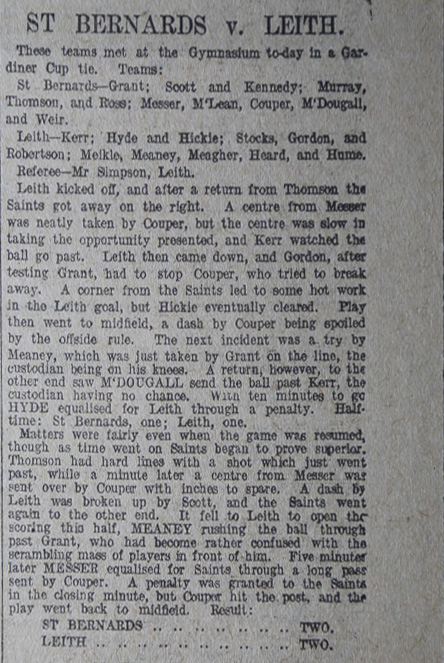 ST BERNARDS v. LEITH.
These teams met at the Gymnasium to-day in a Gar-
diner Cup tie. Teams:
St Bernards—Grant; Scott and Kennedy; Murray,
Thomson, and Ross; Messer, M'Lean, Couper, M'Dougall,
and Weir.
Leith—Kerr; Hyde and Hickie; Stocks, Gordon, and
Robertson; Meikle, Meaney, Meagher, Heard, and Hume.
Referee—Mr Simpson, Leith.
Leith kicked off, and after a return from Thomson the
Saints got away on the right. A centre from Messer
was neatly taken by Couper, but the centre was slow in
taking the opportunity presented, and Kerr watched the
ball go past. Leith then came down, and Gordon, after
testing Grant, had to stop Couper, who tried to break
away. A corner from the Saints led to some hot work
in the Leith goal, but Hickie eventually cleared. Play
then went to midfield, a dash by Couper being spoiled
by the offside rule. The next incident was a try by
Meaney, which was just taken by Grant on the line, the
custodian being on his knees. A return, however, to the
other end saw M'DOUGALL send the ball past Kerr, the
custodian having no chance. With ten minutes to go
HYDE equalised for Leith through a penalty. Half-
time: St Bernards, one; Leith, one.
Matters were fairly even when the game was resumed,
though as time went on Saints began to prove superior.
Thomson had hard lines with a shot which just went
past, while a minute later a centre from Messer was
sent over by Couper with inches to spare. A dash by
Leith was broken up by Scott, and the Saints went
again to the other end. It fell to Leith to open the
scoring this half, MEANEY rushing the ball through
past Grant, who had become rather confused with the
scrambling mass of players in front of him. Five minutes
later MESSER equalised for Saints through a long pass
sent by Couper. A penalty was granted to the Saints
in the closing minute, but Couper hit the post, and the
play went back to midfield. Result:
ST BERNARDS .. .. .. .. .. .. .. .. TWO.
LEITH .. .. .. .. .. .. .. .. .. .. TWO.